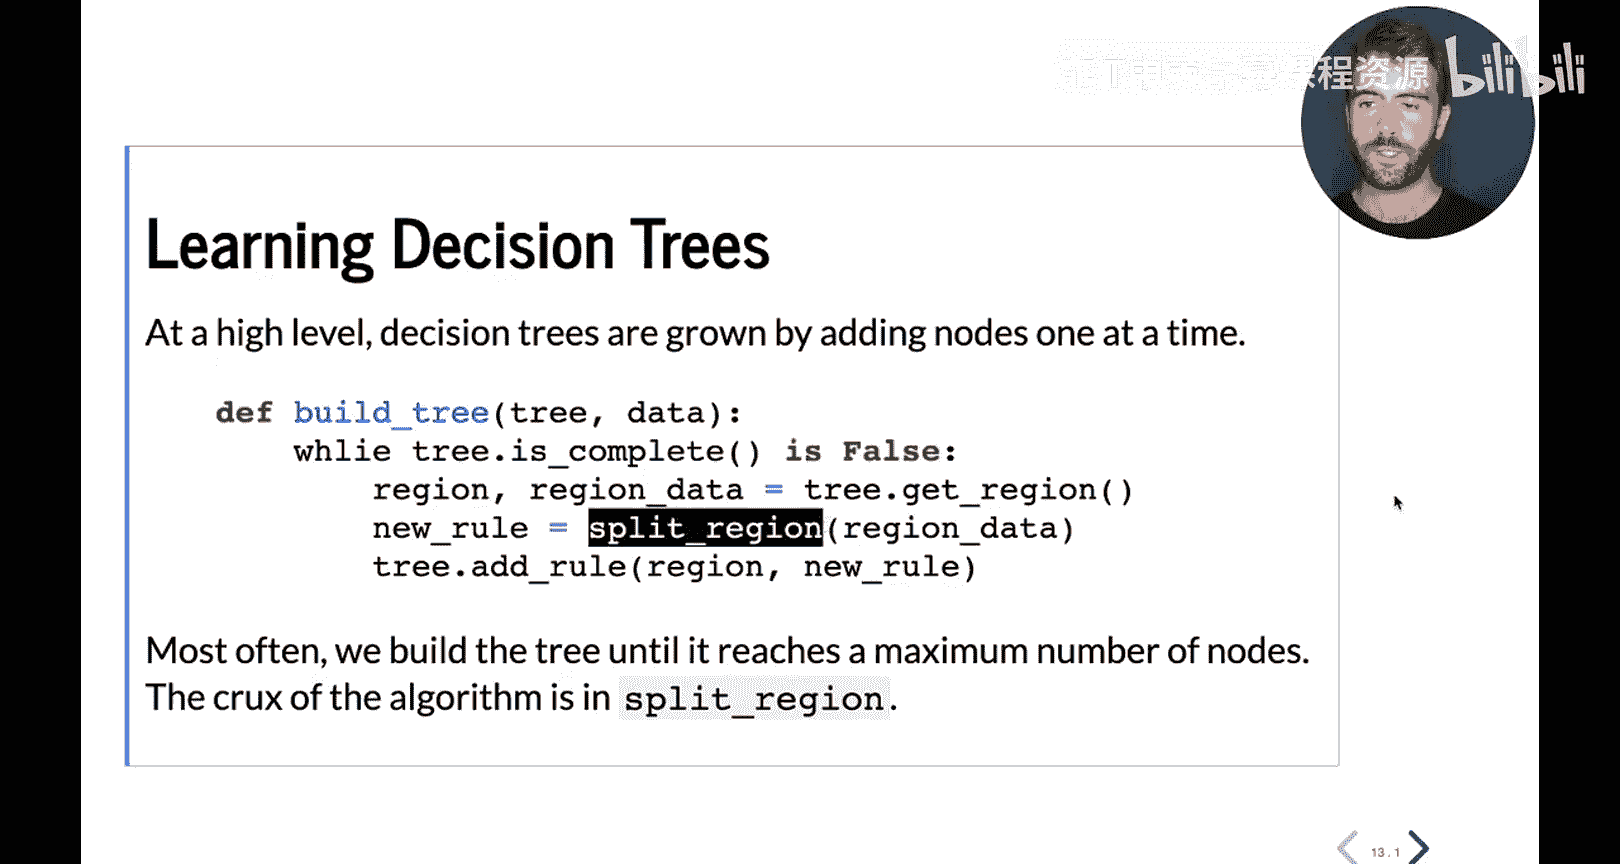 程资源 bilibili
Learning Decision Trees
At a high level, decision trees are grown by adding nodes one at a time.
def build_tree(tree, data):
whlie tree.is_complete() is False:
region, region_data = tree.get_region()
new_rule = split_region(region_data)
tree.add_rule(region, new_rule)
Most often, we build the tree until it reaches a maximum number of nodes.
The crux of the algorithm is in split_region.
13.1